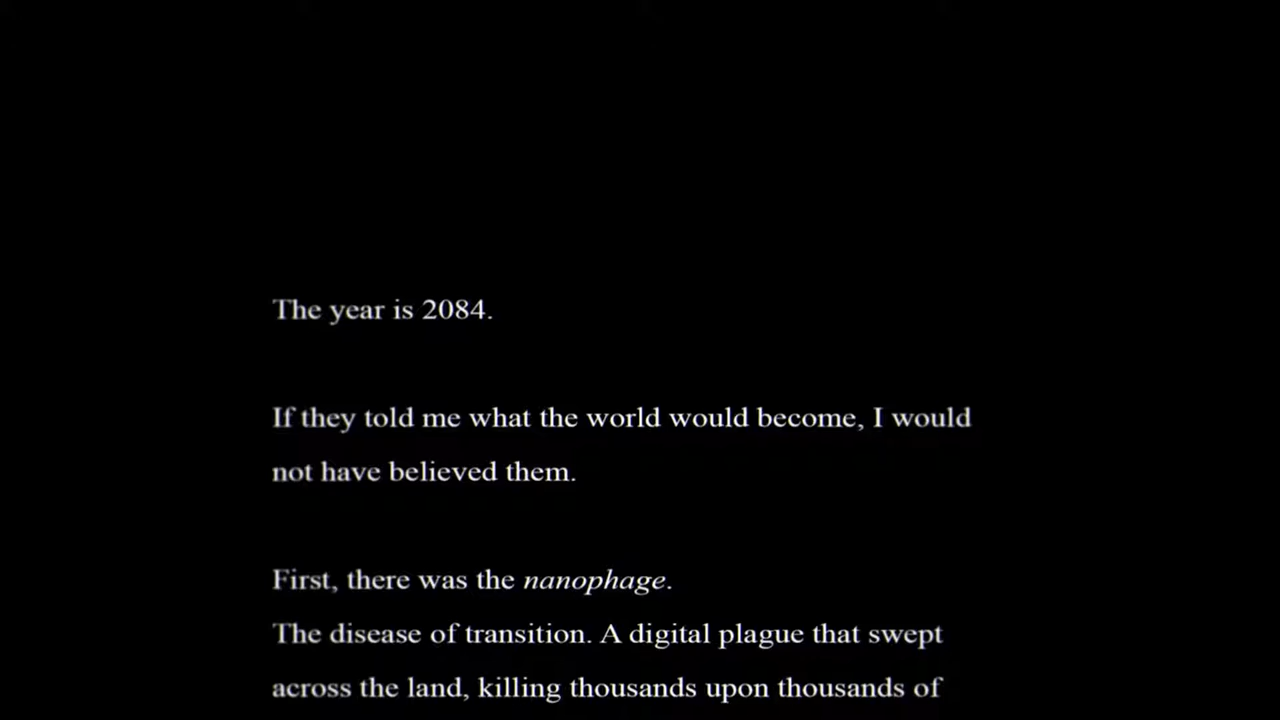 The year is 2084.
If they told me what the world would become, I would
not have believed them.
First, there was the nanophage.
The disease of transition. A digital plague that swept
across the land, killing thousands upon thousands of